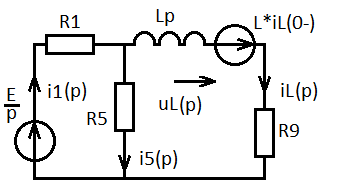 R1
Lp
L*iL(0-)
E
p
i1(p)
R5
uL(p)
iL(p)
R9
i5(p)